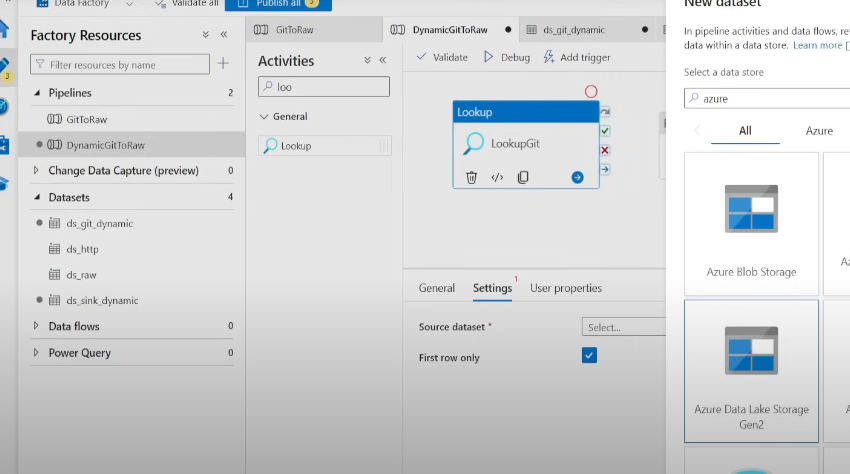 Data Factory
Validate all
Publish all
3
New dataset
Factory Resources
Filter resources by name
Pipelines 2
GitToRaw
DynamicGitToRaw
Change Data Capture (preview) 0
Datasets 4
ds_git_dynamic
ds_http
ds_raw
ds_sink_dynamic
Data flows 0
Power Query 0
3
GitToRaw
DynamicGitToRaw
ds_git_dynamic
Activities
loo
General
Lookup
Validate
Debug
Add trigger
Lookup
LookupGit
General
Settings
1
User properties
Source dataset *
Select...
First row only
In pipeline activities and data flows, re
data within a data store. Learn more
Select a data store
azure
All
Azure
Azure Blob Storage
Azure Data Lake Storage
Gen2